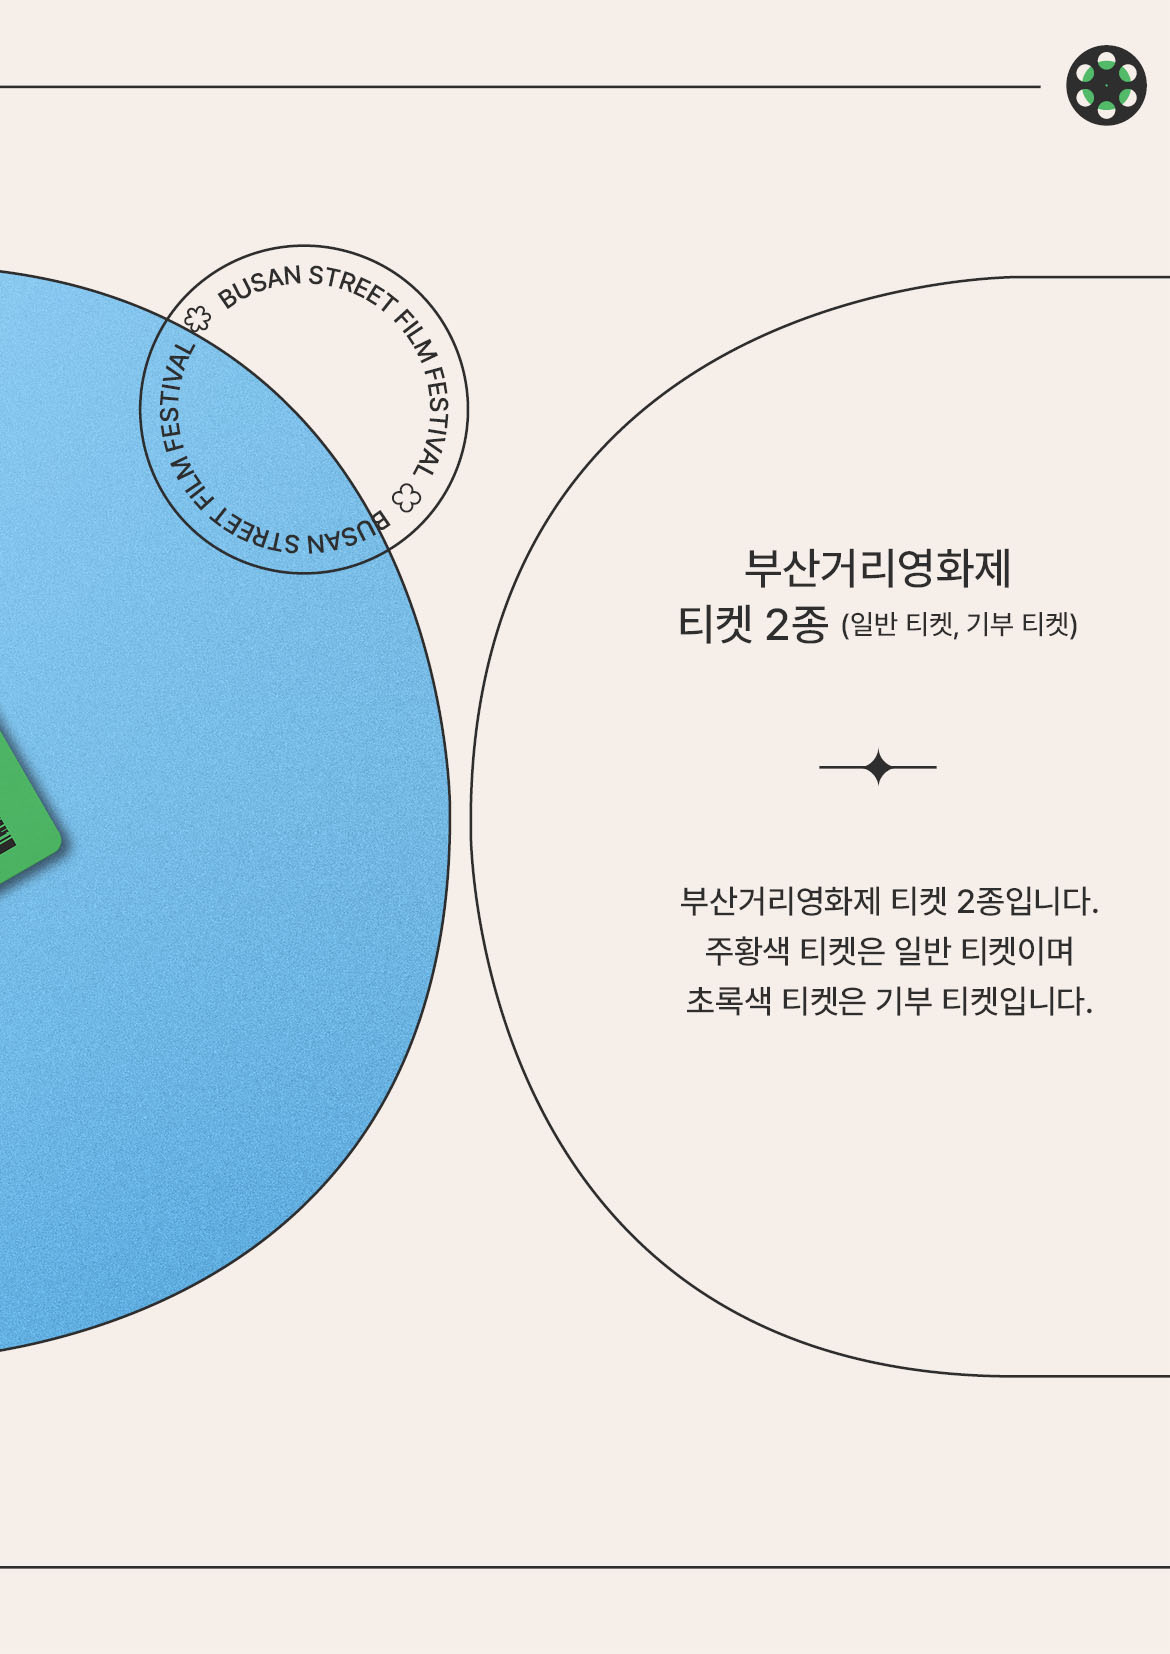 BUSAN STREET FILM FESTIVAL
BUSAN STREET FILM FESTIVAL
부산거리영화제
티켓 2종 (일반 티켓, 기부 티켓)
부산거리영화제 티켓 2종입니다.
주황색 티켓은 일반 티켓이며
초록색 티켓은 기부 티켓입니다.